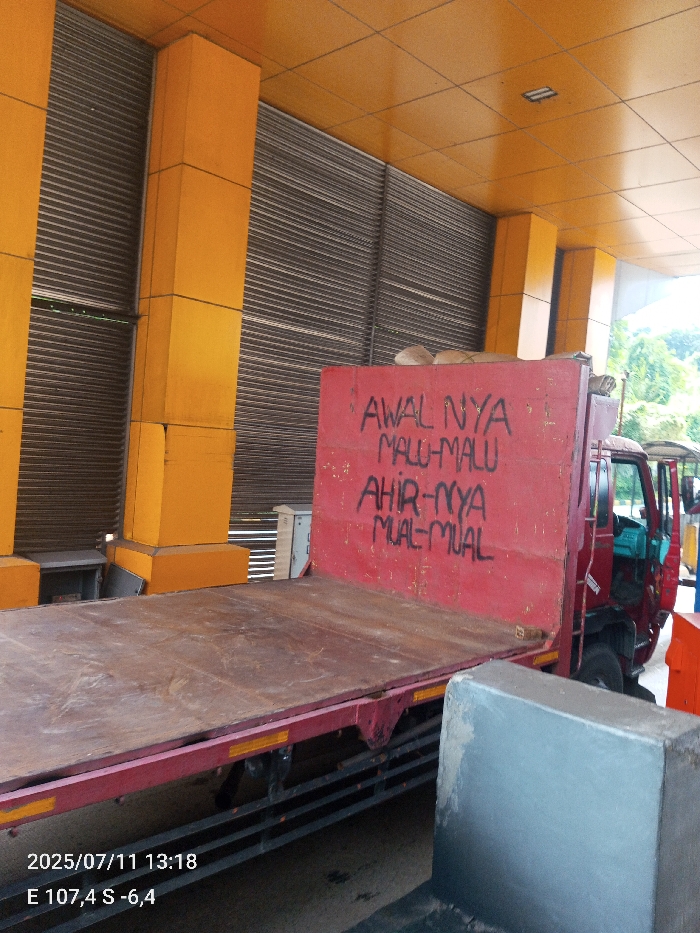 AWAL NYA
MALU-MALU
AHiR-NYA
MUAL-MUAL
2025/07/11 13:18
E 107,4 S -6,4